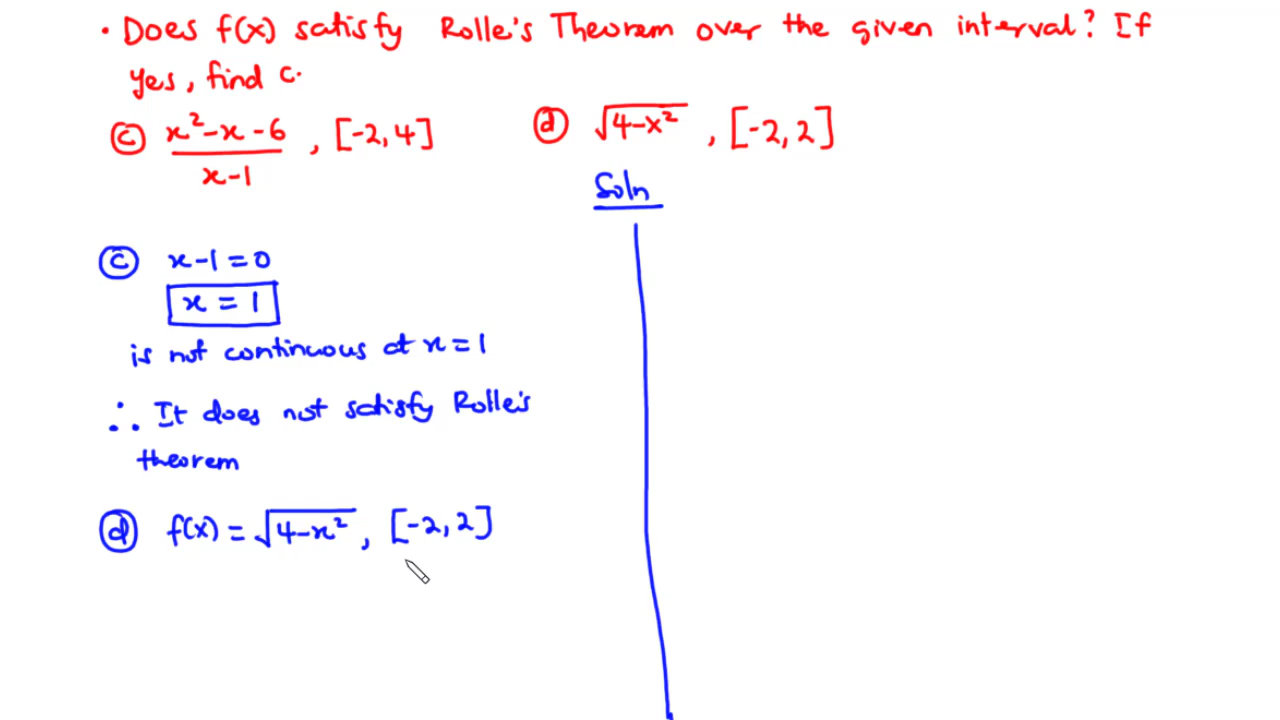 • Does f(x) satisfy Rolle's Theorem over the given interval? If
yes, find c.
ⓒ (x²-x-6)/(x-1) , [-2,4]
ⓓ √(4-x²) , [-2,2]
Soln
ⓒ x-1=0
x = 1
is not continuous at x=1
∴ It does not satisfy Rolle's
theorem
ⓓ f(x) = √(4-x²) , [-2,2]